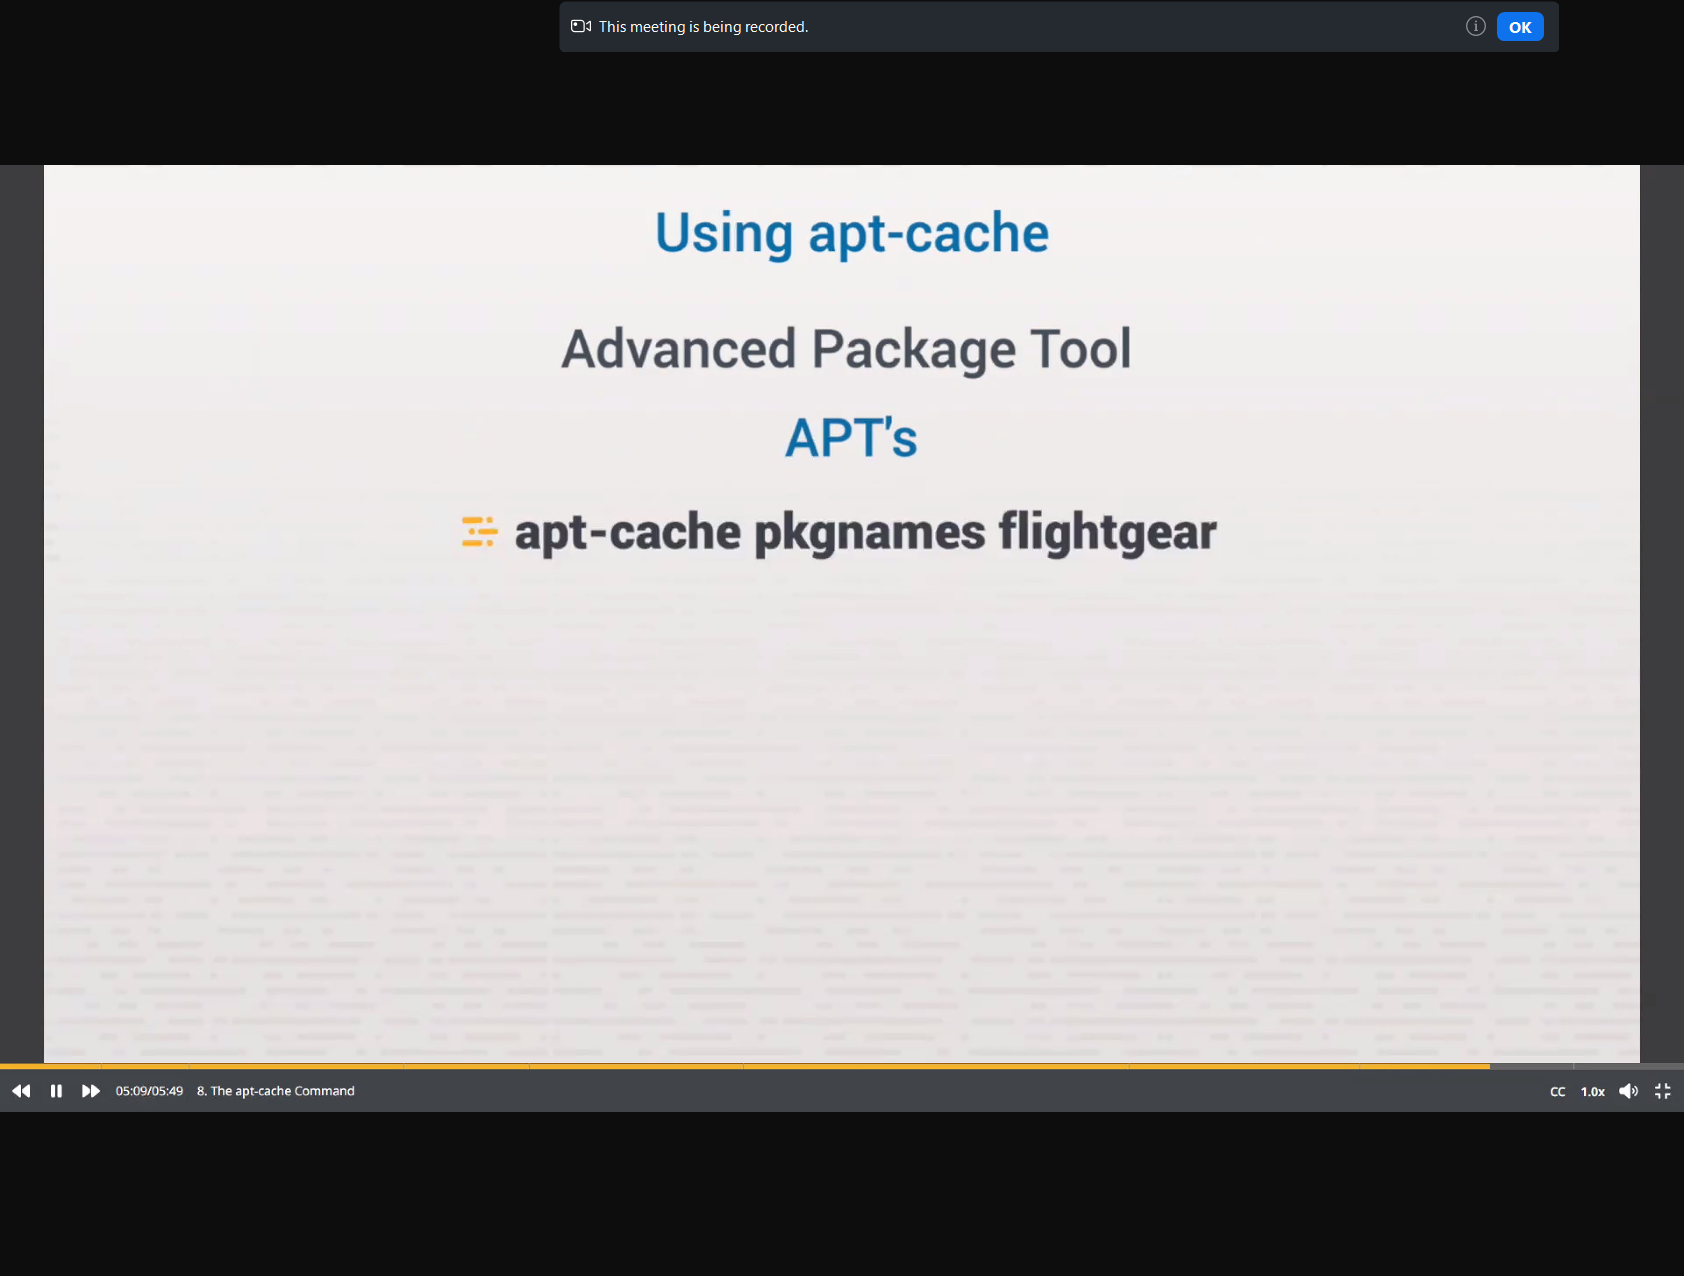 This meeting is being recorded.
OK
Using apt-cache
Advanced Package Tool
APT's
apt-cache pkgnames flightgear
05:09/05:49 8. The apt-cache Command
CC 1.0x